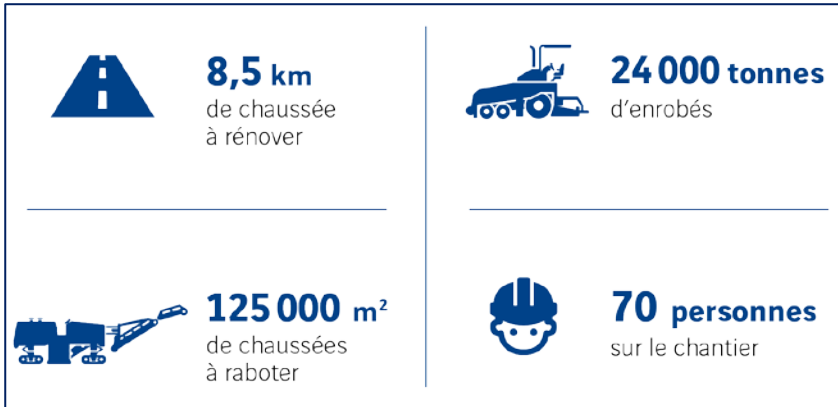 8,5 km
de chaussée
à rénover
24 000 tonnes
d'enrobés
125 000 m²
de chaussées
à raboter
70 personnes
sur le chantier